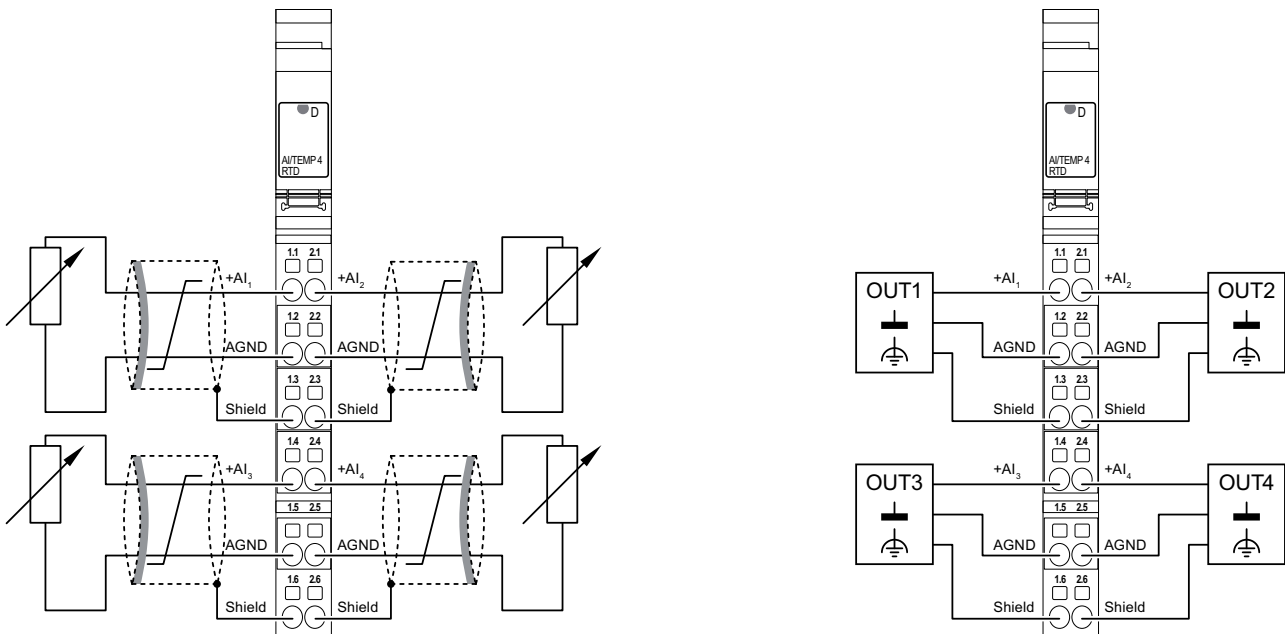 D
AI/TEMP 4
RTD
1.1 2.1
+AI₁ +AI₂
1.2 2.2
AGND AGND
1.3 2.3
Shield Shield
1.4 2.4
+AI₃ +AI₄
1.5 2.5
AGND AGND
1.6 2.6
Shield Shield
D
AI/TEMP 4
RTD
1.1 2.1
OUT1 +AI₁ +AI₂ OUT2
1.2 2.2
AGND AGND
1.3 2.3
Shield Shield
1.4 2.4
OUT3 +AI₃ +AI₄ OUT4
1.5 2.5
AGND AGND
1.6 2.6
Shield Shield